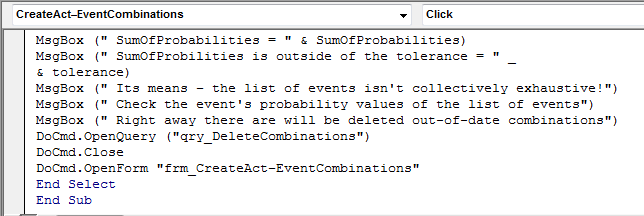 CreateAct–EventCombinations Click
MsgBox (" SumOfProbabilities = " & SumOfProbabilities)
MsgBox (" SumOfPribilities is outside of the tolerance = " _
& tolerance)
MsgBox (" Its means - the list of events isn't collectively exhaustive!")
MsgBox (" Check the event's probability values of the list of events")
MsgBox (" Right away there are will be deleted out-of-date combinations")
DoCmd.OpenQuery ("qry_DeleteCombinations")
DoCmd.Close
DoCmd.OpenForm "frm_CreateAct-EventCombinations"
End Select
End Sub